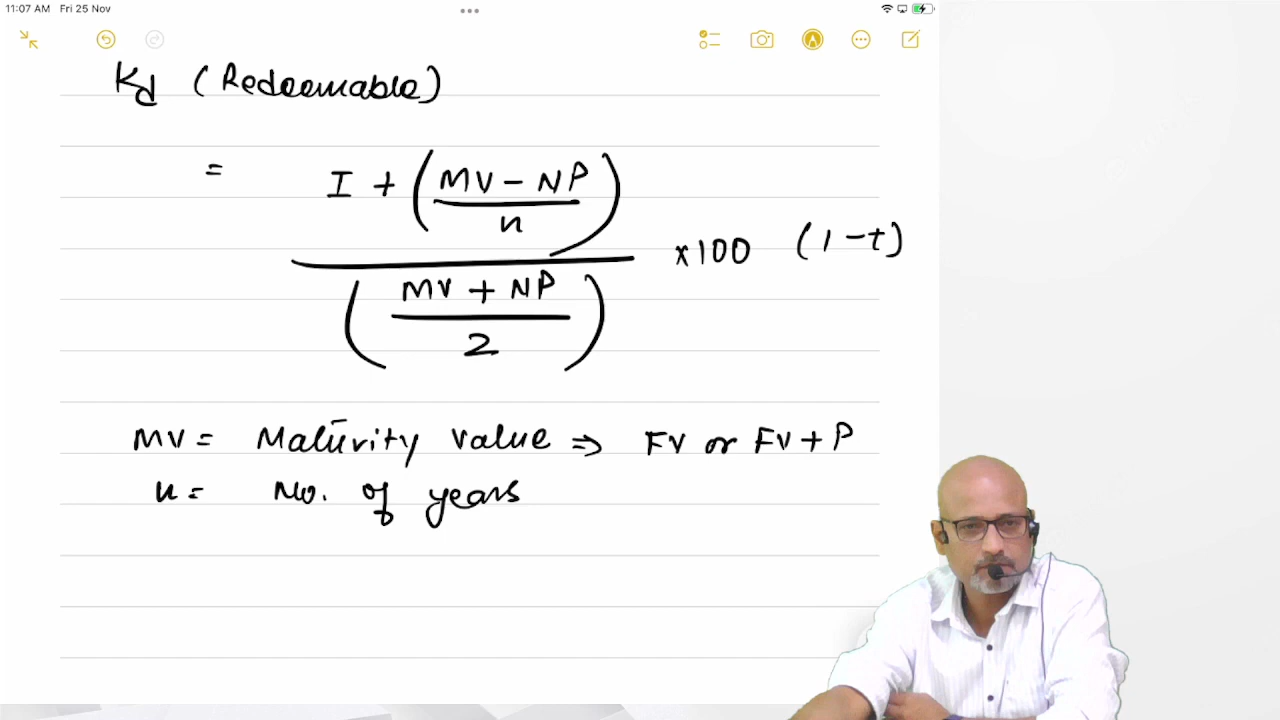 11:07 AM Fri 25 Nov
Kd (Redeemable)
= I + (MV - NP / n) / (MV + NP / 2) x100 (1-t)
MV = Maturity value ⇒ FV or FV + P
n = No. of years